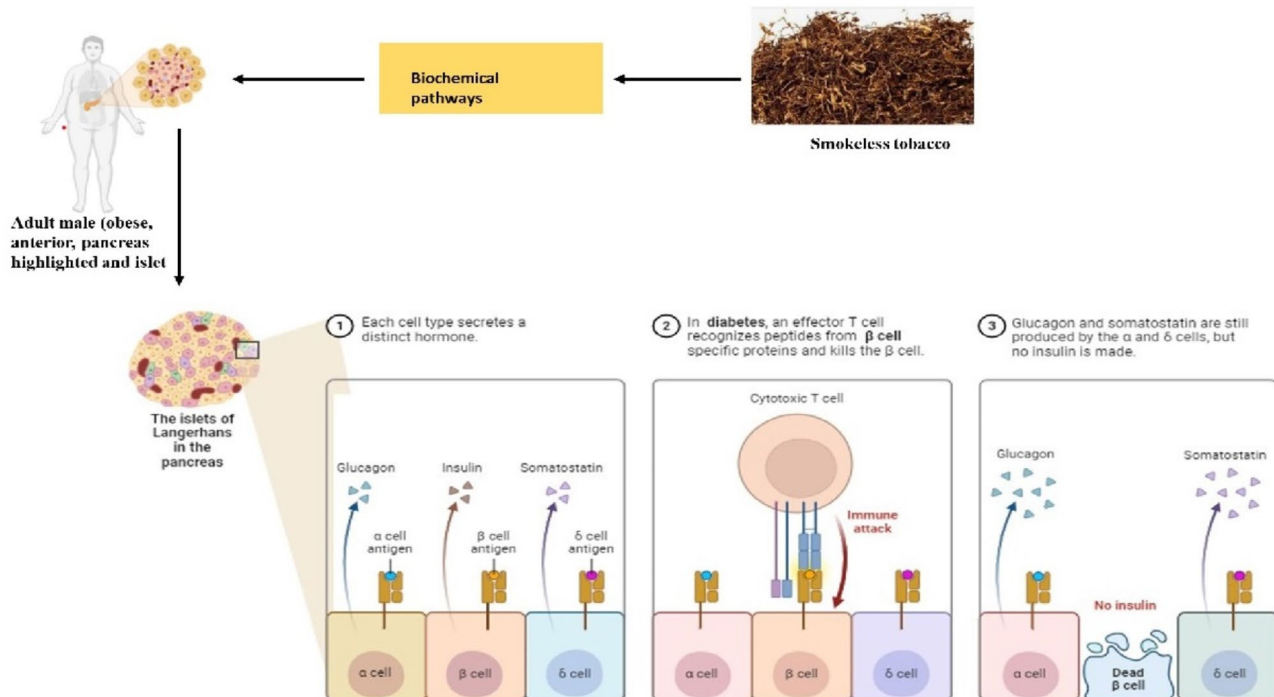 Biochemical
pathways
Smokeless tobacco
Adult male (obese,
anterior, pancreas
highlighted and islet
The islets of
Langerhans
in the
pancreas
1 Each cell type secretes a
distinct hormone.
Glucagon
Insulin
Somatostatin
α cell
antigen
β cell
antigen
δ cell
antigen
α cell
β cell
δ cell
2 In diabetes, an effector T cell
recognizes peptides from β cell
specific proteins and kills the β cell.
Cytotoxic T cell
Immune
attack
α cell
β cell
δ cell
3 Glucagon and somatostatin are still
produced by the α and δ cells, but
no insulin is made.
Glucagon
Somatostatin
No insulin
α cell
Dead
β cell
δ cell